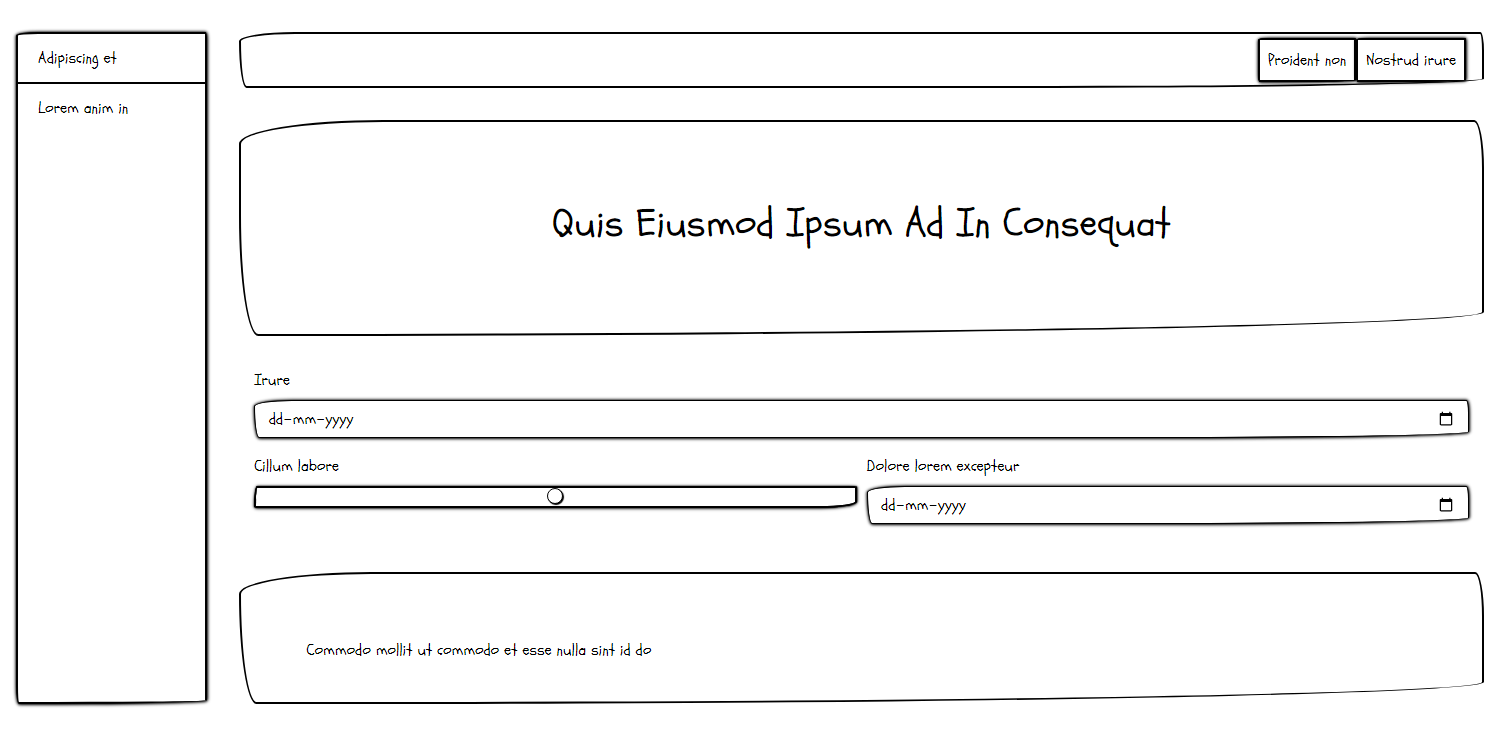 Adipiscing et
Lorem anim in
Proident non
Nostrud irure
Quis Eiusmod Ipsum Ad In Consequat
Irure
dd-mm-yyyy
Cillum labore
Dolore lorem excepteur
dd-mm-yyyy
Commodo mollit ut commodo et esse nulla sint id do